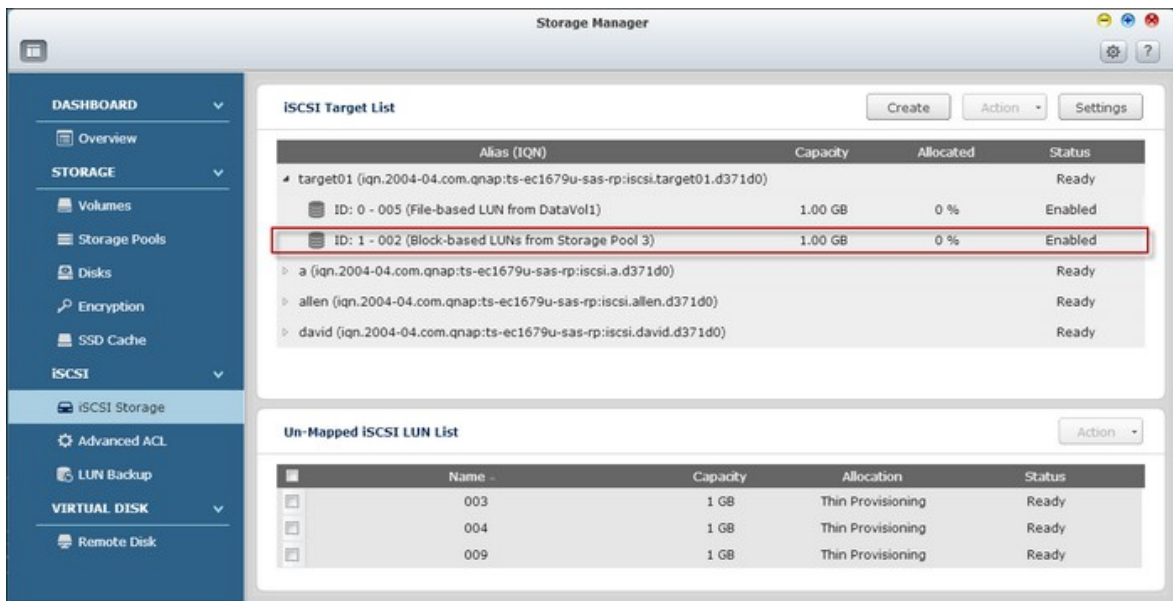 Storage Manager
?
DASHBOARD
Overview
STORAGE
Volumes
Storage Pools
Disks
Encryption
SSD Cache
iSCSI
iSCSI Storage
Advanced ACL
LUN Backup
VIRTUAL DISK
Remote Disk
iSCSI Target List
Create Action Settings
Alias (IQN) Capacity Allocated Status
target01 (iqn.2004-04.com.qnap:ts-ec1679u-sas-rp:iscsi.target01.d371d0) Ready
ID: 0 - 005 (File-based LUN from DataVol1) 1.00 GB 0 % Enabled
ID: 1 - 002 (Block-based LUNs from Storage Pool 3) 1.00 GB 0 % Enabled
a (iqn.2004-04.com.qnap:ts-ec1679u-sas-rp:iscsi.a.d371d0) Ready
allen (iqn.2004-04.com.qnap:ts-ec1679u-sas-rp:iscsi.allen.d371d0) Ready
david (iqn.2004-04.com.qnap:ts-ec1679u-sas-rp:iscsi.david.d371d0) Ready
Un-Mapped iSCSI LUN List
Action
Name Capacity Allocation Status
003 1 GB Thin Provisioning Ready
004 1 GB Thin Provisioning Ready
009 1 GB Thin Provisioning Ready